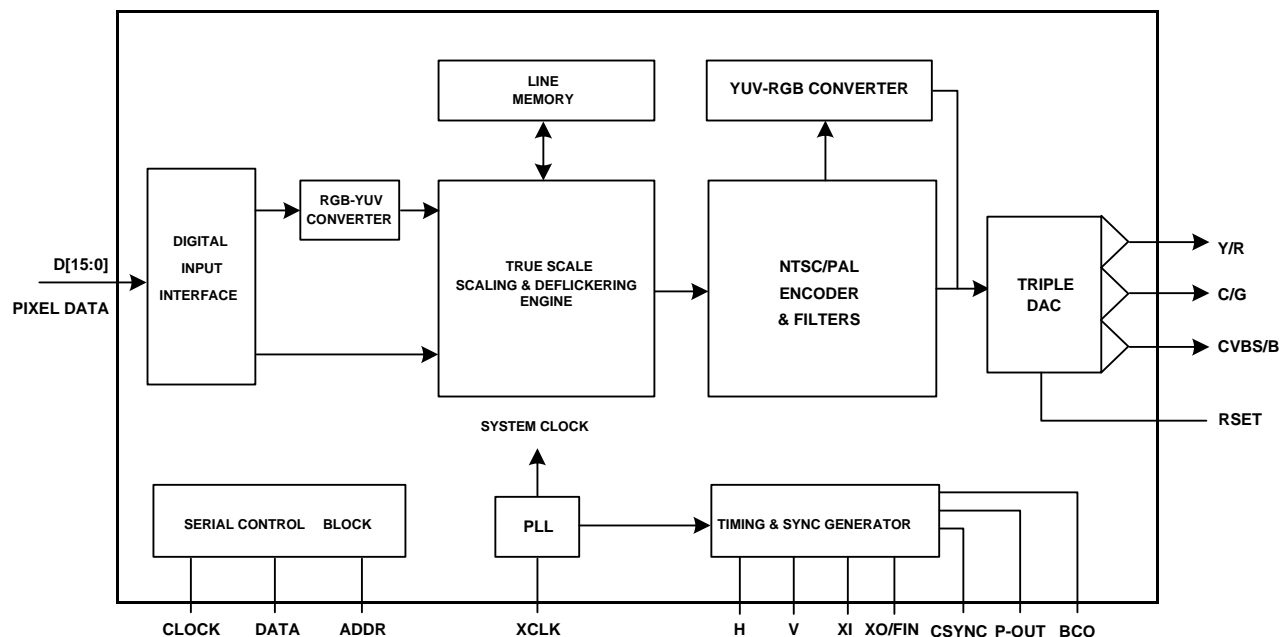 LINE
MEMORY
YUV-RGB CONVERTER
RGB-YUV
CONVERTER
D[15:0]
PIXEL DATA
DIGITAL
INPUT
INTERFACE
TRUE SCALE
SCALING & DEFLICKERING
ENGINE
NTSC/PAL
ENCODER
& FILTERS
TRIPLE
DAC
Y/R
C/G
CVBS/B
RSET
SYSTEM CLOCK
SERIAL CONTROL BLOCK
PLL
TIMING & SYNC GENERATOR
CLOCK
DATA
ADDR
XCLK
H
V
XI
XO/FIN
CSYNC
P-OUT
BCO